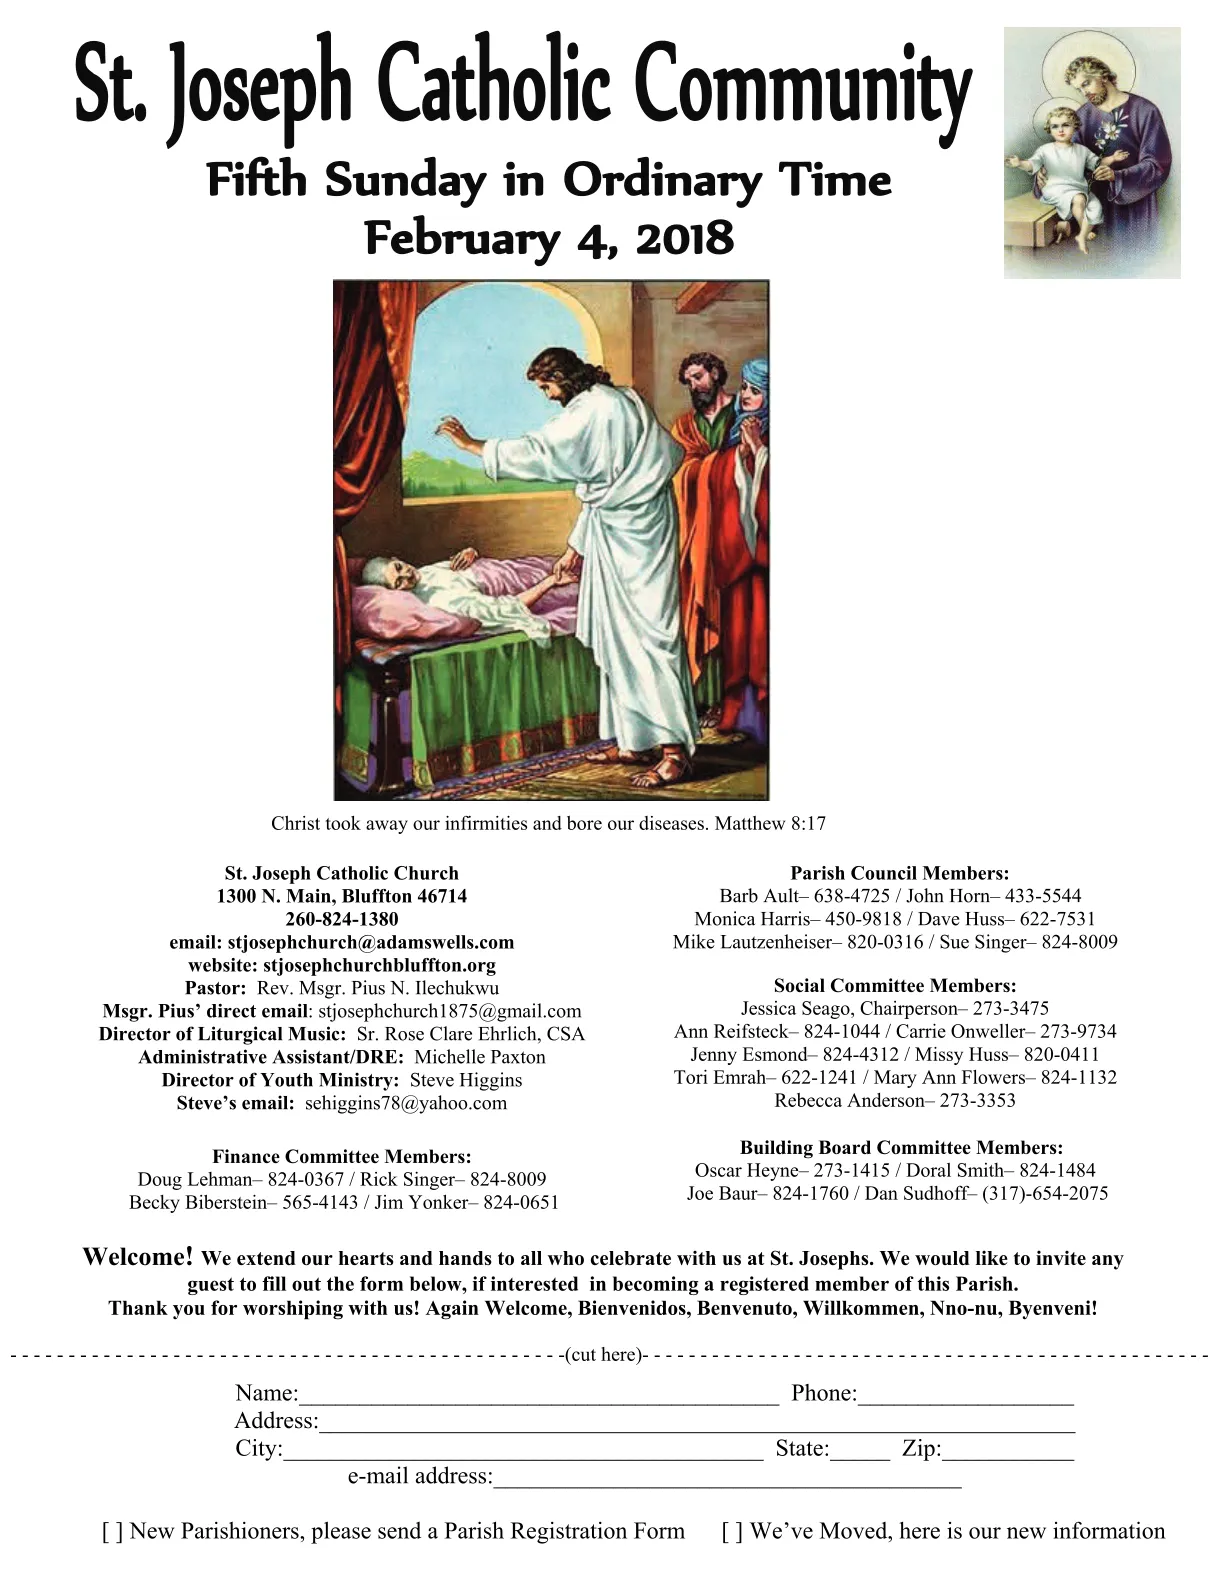 St. Joseph Catholic Community
Fifth Sunday in Ordinary Time
February 4, 2018
Christ took away our infirmities and bore our diseases. Matthew 8:17
St. Joseph Catholic Church
1300 N. Main, Bluffton 46714
260-824-1380
email: stjosephchurch@adamswells.com
website: stjosephchurchbluffton.org
Pastor: Rev. Msgr. Pius N. Ilechukwu
Msgr. Pius’ direct email: stjosephchurch1875@gmail.com
Director of Liturgical Music: Sr. Rose Clare Ehrlich, CSA
Administrative Assistant/DRE: Michelle Paxton
Director of Youth Ministry: Steve Higgins
Steve’s email: sehiggins78@yahoo.com
Finance Committee Members:
Doug Lehman– 824-0367 / Rick Singer– 824-8009
Becky Biberstein– 565-4143 / Jim Yonker– 824-0651
Parish Council Members:
Barb Ault– 638-4725 / John Horn– 433-5544
Monica Harris– 450-9818 / Dave Huss– 622-7531
Mike Lautzenheiser– 820-0316 / Sue Singer– 824-8009
Social Committee Members:
Jessica Seago, Chairperson– 273-3475
Ann Reifsteck– 824-1044 / Carrie Onweller– 273-9734
Jenny Esmond– 824-4312 / Missy Huss– 820-0411
Tori Emrah– 622-1241 / Mary Ann Flowers– 824-1132
Rebecca Anderson– 273-3353
Building Board Committee Members:
Oscar Heyne– 273-1415 / Doral Smith– 824-1484
Joe Baur– 824-1760 / Dan Sudhoff– (317)-654-2075
Welcome! We extend our hearts and hands to all who celebrate with us at St. Josephs. We would like to invite any
guest to fill out the form below, if interested in becoming a registered member of this Parish.
Thank you for worshiping with us! Again Welcome, Bienvenidos, Benvenuto, Willkommen, Nno-nu, Byenveni!
- - - - - - - - - - - - - - - - - - - - - - - - - - - - - - - - - - - - - - - - - - - - - - - -(cut here)- - - - - - - - - - - - - - - - - - - - - - - - - - - - - - - - - - - - - - - - - - - - - - - -
Name:________________________________________ Phone:__________________
Address:_______________________________________________________________
City:________________________________________ State:_____ Zip:___________
e-mail address:_______________________________________
[ ] New Parishioners, please send a Parish Registration Form [ ] We’ve Moved, here is our new information